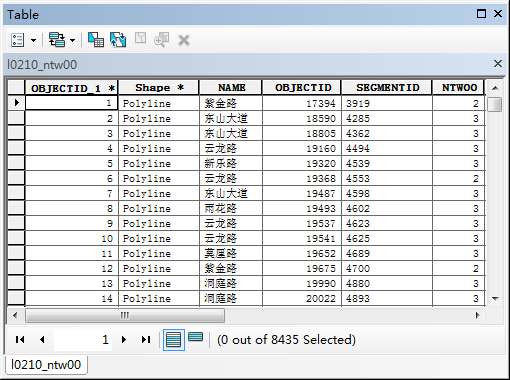 Table
l0210_ntw00
OBJECTID_1 * Shape * NAME OBJECTID SEGMENTID NTWOO
1 Polyline 紫金路 17394 3919 2
2 Polyline 东山大道 18590 4285 3
3 Polyline 东山大道 18805 4362 3
4 Polyline 云龙路 19160 4494 3
5 Polyline 新乐路 19320 4539 3
6 Polyline 云龙路 19368 4553 2
7 Polyline 东山大道 19487 4598 3
8 Polyline 雨花路 19493 4602 3
9 Polyline 云龙路 19537 4623 3
10 Polyline 云龙路 19541 4625 3
11 Polyline 莫厘路 19652 4689 3
12 Polyline 紫金路 19675 4700 2
13 Polyline 洞庭路 19990 4880 3
14 Polyline 洞庭路 20022 4893 3
1 (0 out of 8435 Selected)
l0210_ntw00